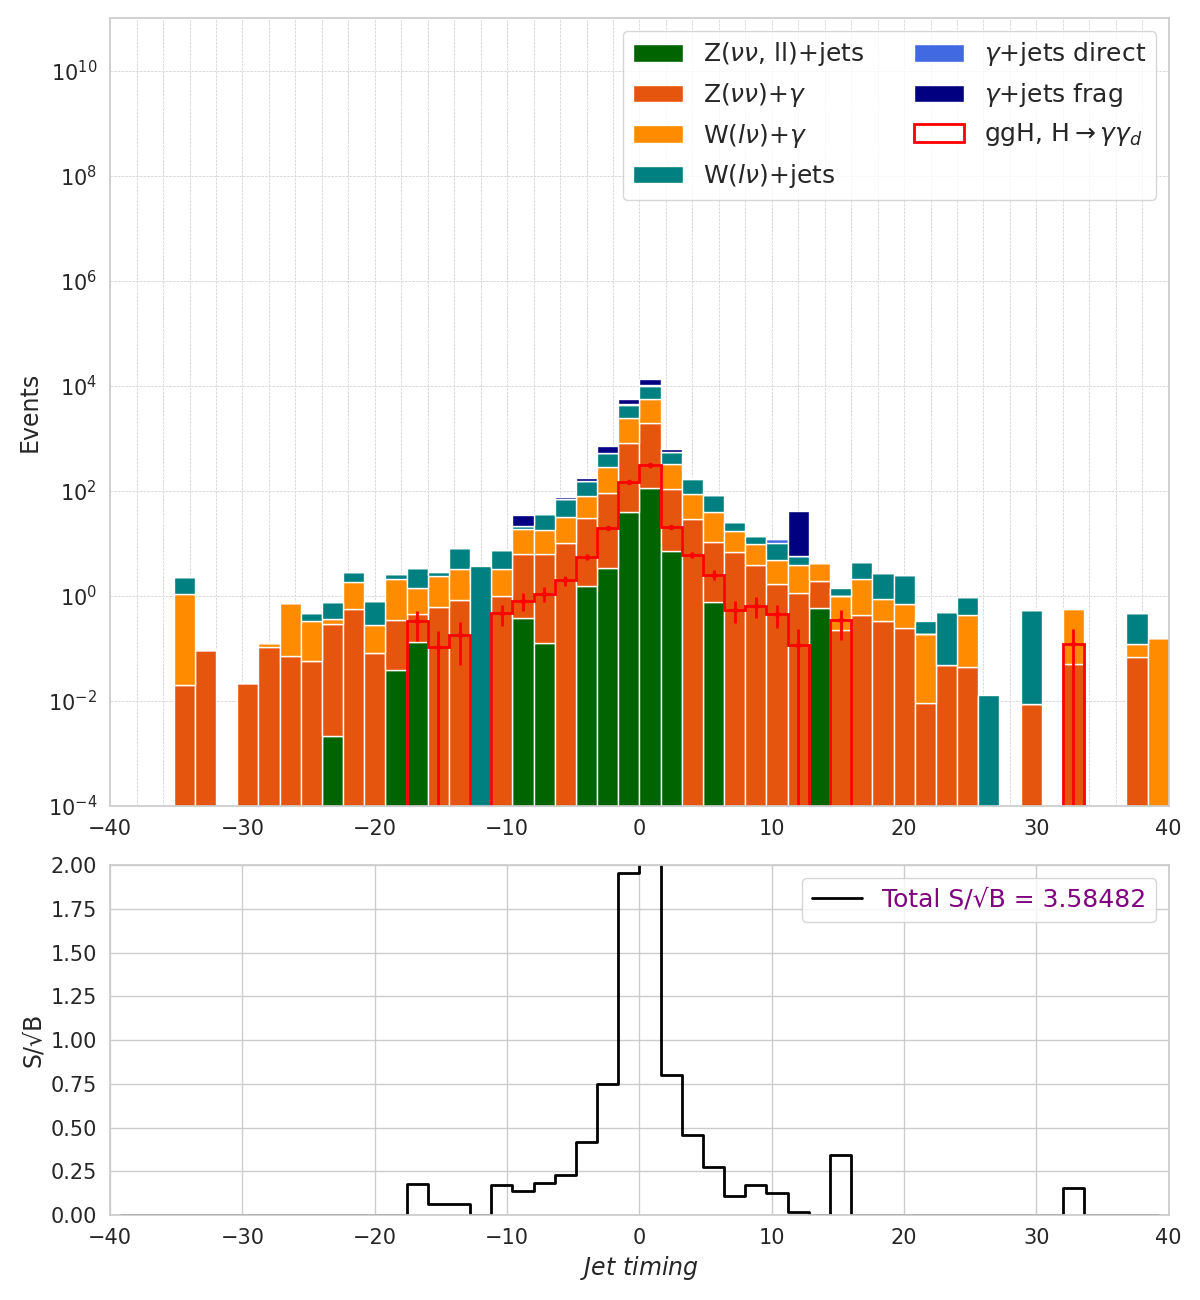 Z(νν, ll)+jets
Z(νν)+γ
W(lν)+γ
W(lν)+jets
γ+jets direct
γ+jets frag
ggH, H→γγ_d
Events
10^10
10^8
10^6
10^4
10^2
10^0
10^−2
10^−4
−40 −30 −20 −10 0 10 20 30 40
Total S/√B = 3.58482
S/√B
2.00
1.75
1.50
1.25
1.00
0.75
0.50
0.25
0.00
−40 −30 −20 −10 0 10 20 30 40
Jet timing